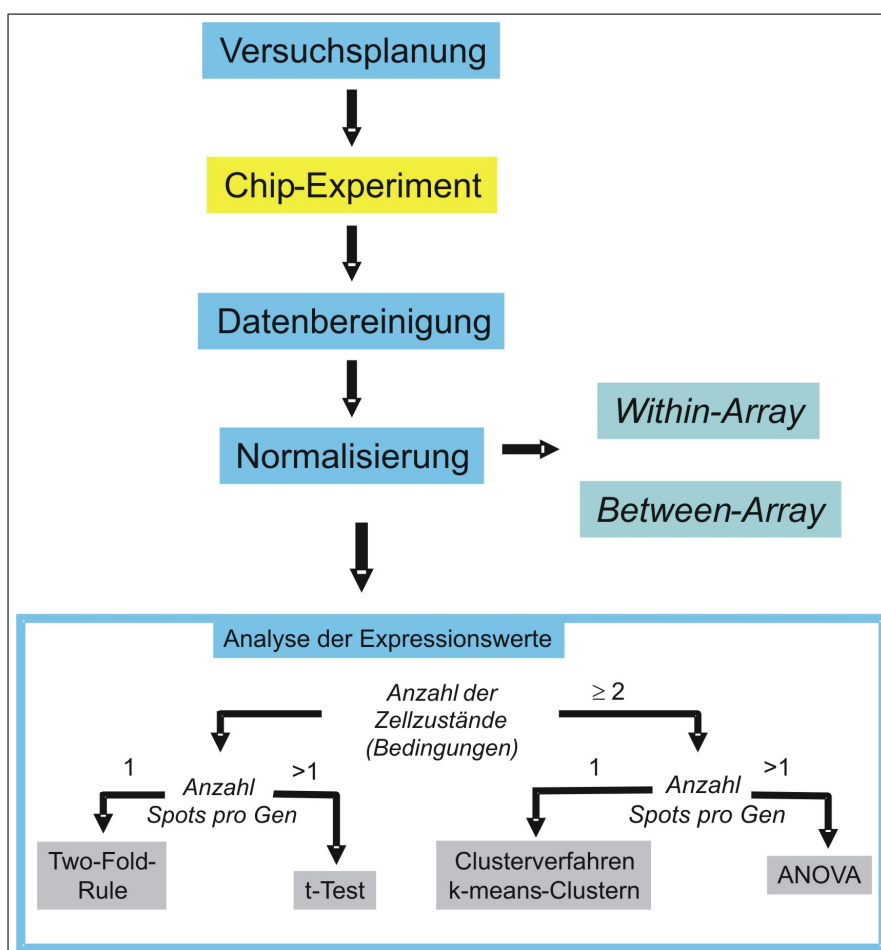 Versuchsplanung
Chip-Experiment
Datenbereinigung
Normalisierung
Within-Array
Between-Array
Analyse der Expressionswerte
Anzahl der
Zellzustände
(Bedingungen)
≥ 2
1
Anzahl
Spots pro Gen
>1
1
Anzahl
Spots pro Gen
>1
Two-Fold-
Rule
t-Test
Clusterverfahren
k-means-Clustern
ANOVA